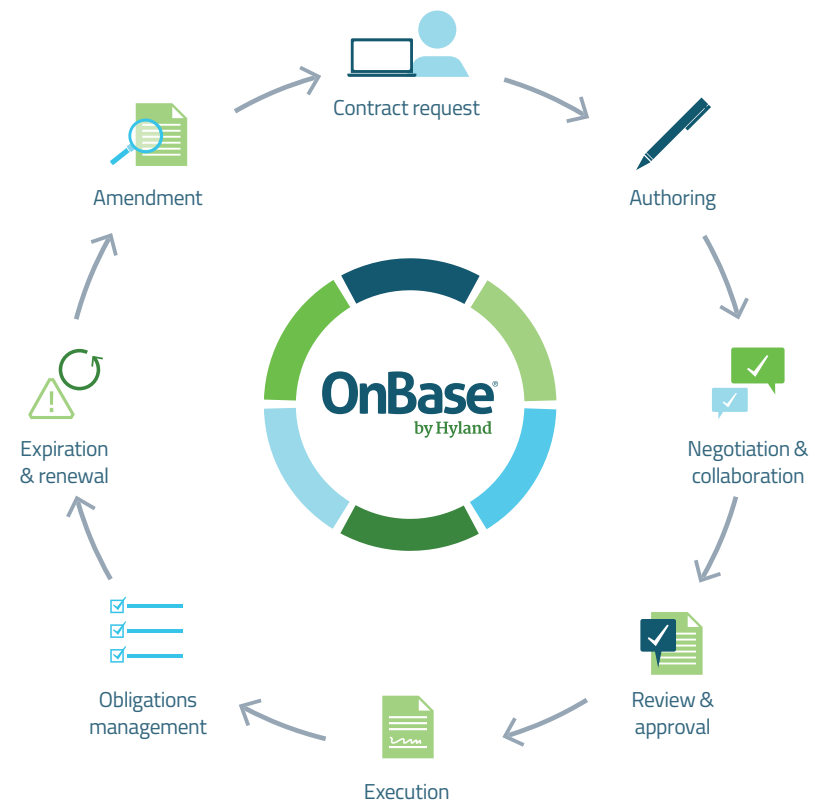 Contract request
Authoring
Negotiation &
collaboration
Review &
approval
Execution
Obligations
management
Expiration
& renewal
Amendment
OnBase®
by Hyland